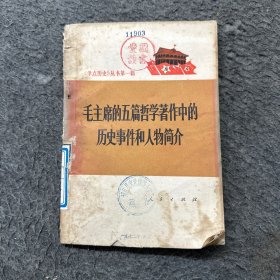 11903
《学点历史》丛书第一辑
毛主席的五篇哲学著作中的
历史事件和人物简介
人民出版社